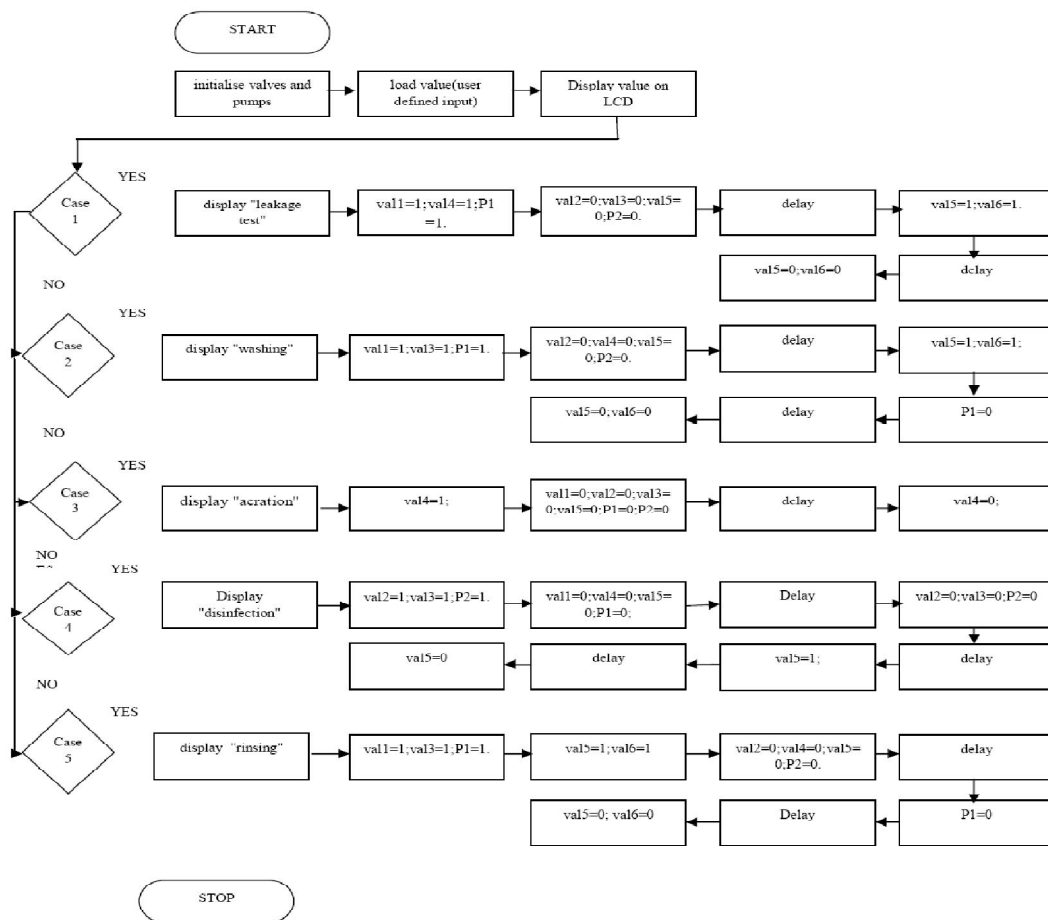 START
initialise valves and
pumps
load value(user
defined input)
Display value on
LCD
YES
Case
1
display "leakage
test"
val1=1;val4=1;P1
=1.
val2=0;val3=0;val5=
0;P2=0.
delay
val5=1;val6=1.
val5=0;val6=0
delay
NO
YES
Case
2
display "washing"
val1=1;val3=1;P1=1.
val2=0;val4=0;val5=
0;P2=0.
delay
val5=1;val6=1;
val5=0;val6=0
delay
P1=0
NO
YES
Case
3
display "aeration"
val4=1;
val1=0;val2=0;val3=
0;val5=0;P1=0;P2=0
delay
val4=0;
NO
YES
Case
4
Display
"disinfection"
val2=1;val3=1;P2=1.
val1=0;val4=0;val5=
0;P1=0;
Delay
val2=0;val3=0;P2=0
val5=0
delay
val5=1;
delay
NO
YES
Case
5
display "rinsing"
val1=1;val3=1;P1=1.
val5=1;val6=1
val2=0;val4=0;val5=
0;P2=0.
delay
val5=0; val6=0
Delay
P1=0
STOP